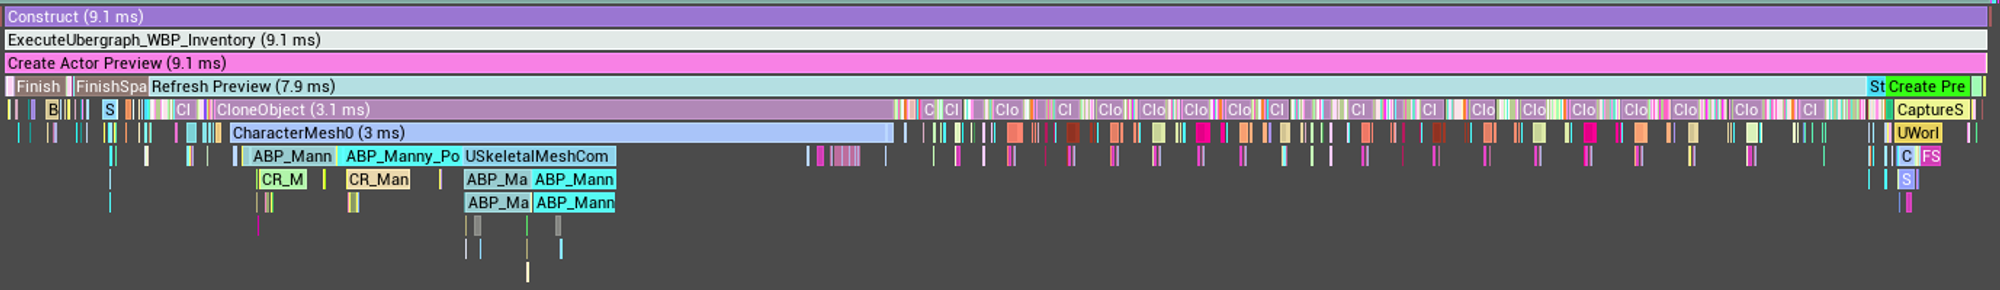 Construct (9.1 ms)
ExecuteUbergraph_WBP_Inventory (9.1 ms)
Create Actor Preview (9.1 ms)
Finish FinishSpa Refresh Preview (7.9 ms) St Create Pre
B S Cl CloneObject (3.1 ms) C Cl Clo Cl Clo Clo Clo Clo Cl Clo Cl Clo Clo Clo Clo Clo Clo Cl CaptureS
CharacterMesh0 (3 ms) UWorl
ABP_Mann ABP_Manny_Po USkeletalMeshCom C FS
CR_M CR_Man ABP_Ma ABP_Mann S
ABP_Ma ABP_Mann